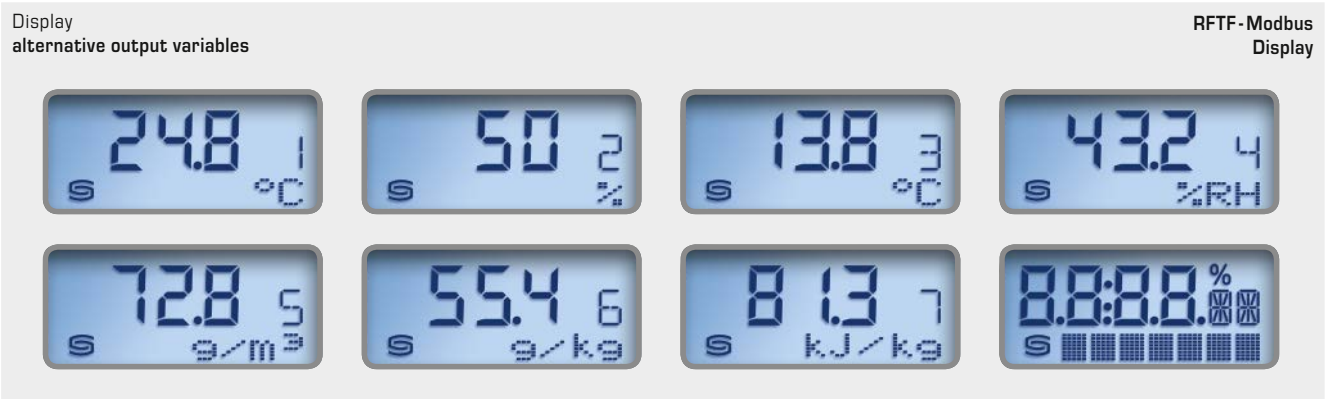 Display
alternative output variables
RFTF-Modbus
Display
24.8 1
°C
50 2
%
13.8 3
°C
43.2 4
%RH
72.8 5
g/m³
55.4 6
g/kg
81.3 7
kJ/kg
8.8:8.8.%